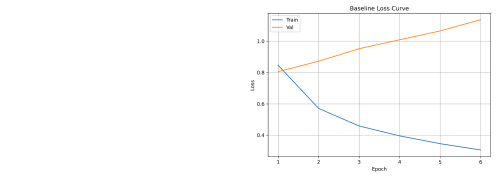 Baseline Loss Curve
Train
Val
1.0
0.8
0.6
0.4
Loss
1 2 3 4 5 6
Epoch